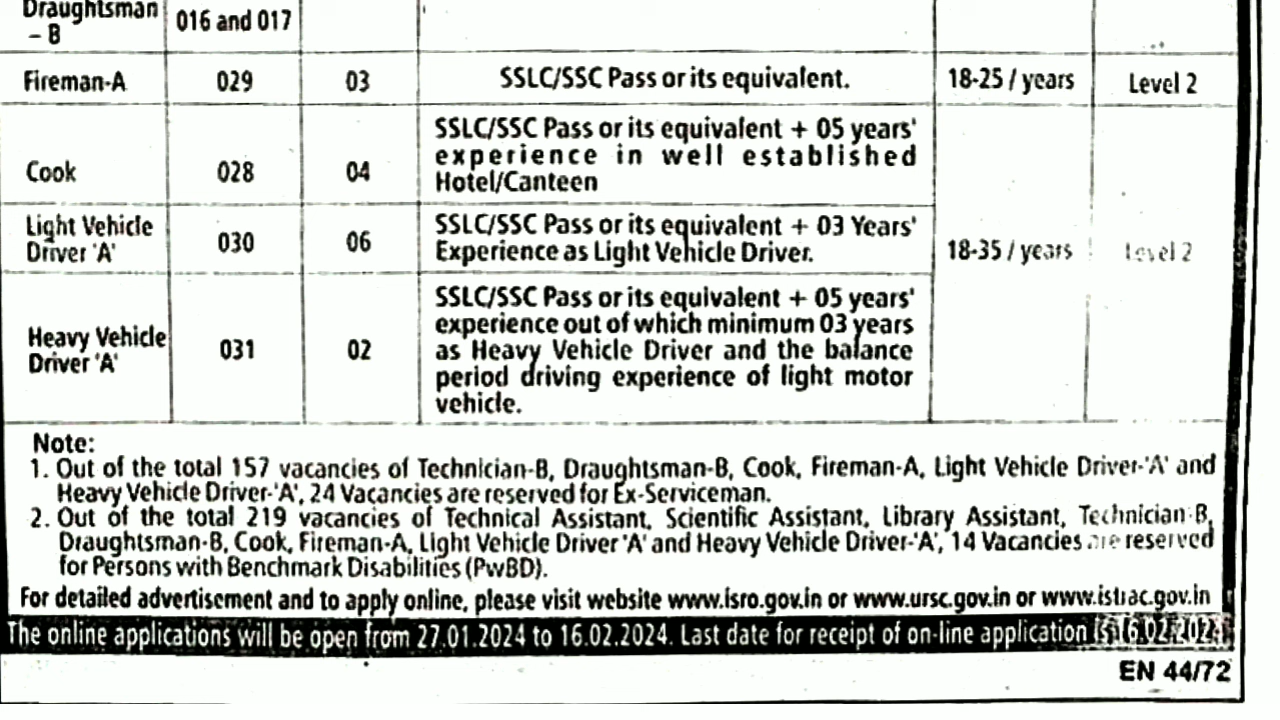 Draughtsman
– B
016 and 017
Fireman-A 029 03 SSLC/SSC Pass or its equivalent. 18-25 / years Level 2
Cook 028 04
SSLC/SSC Pass or its equivalent + 05 years'
experience in well established
Hotel/Canteen
Light Vehicle
Driver 'A'
030 06
SSLC/SSC Pass or its equivalent + 03 Years'
Experience as Light Vehicle Driver.
18-35 / years Level 2
Heavy Vehicle
Driver 'A'
031 02
SSLC/SSC Pass or its equivalent + 05 years'
experience out of which minimum 03 years
as Heavy Vehicle Driver and the balance
period driving experience of light motor
vehicle.
Note:
1. Out of the total 157 vacancies of Technician-B, Draughtsman-B, Cook, Fireman-A, Light Vehicle Driver-'A' and
Heavy Vehicle Driver-'A', 24 Vacancies are reserved for Ex-Serviceman.
2. Out of the total 219 vacancies of Technical Assistant, Scientific Assistant, Library Assistant, Technician-B,
Draughtsman-B, Cook, Fireman-A, Light Vehicle Driver 'A' and Heavy Vehicle Driver-'A', 14 Vacancies are reserved
for Persons with Benchmark Disabilities (PwBD).
For detailed advertisement and to apply online, please visit website www.isro.gov.in or www.ursc.gov.in or www.istrac.gov.in
The online applications will be open from 27.01.2024 to 16.02.2024. Last date for receipt of on-line application is 16.02.2024.
EN 44/72